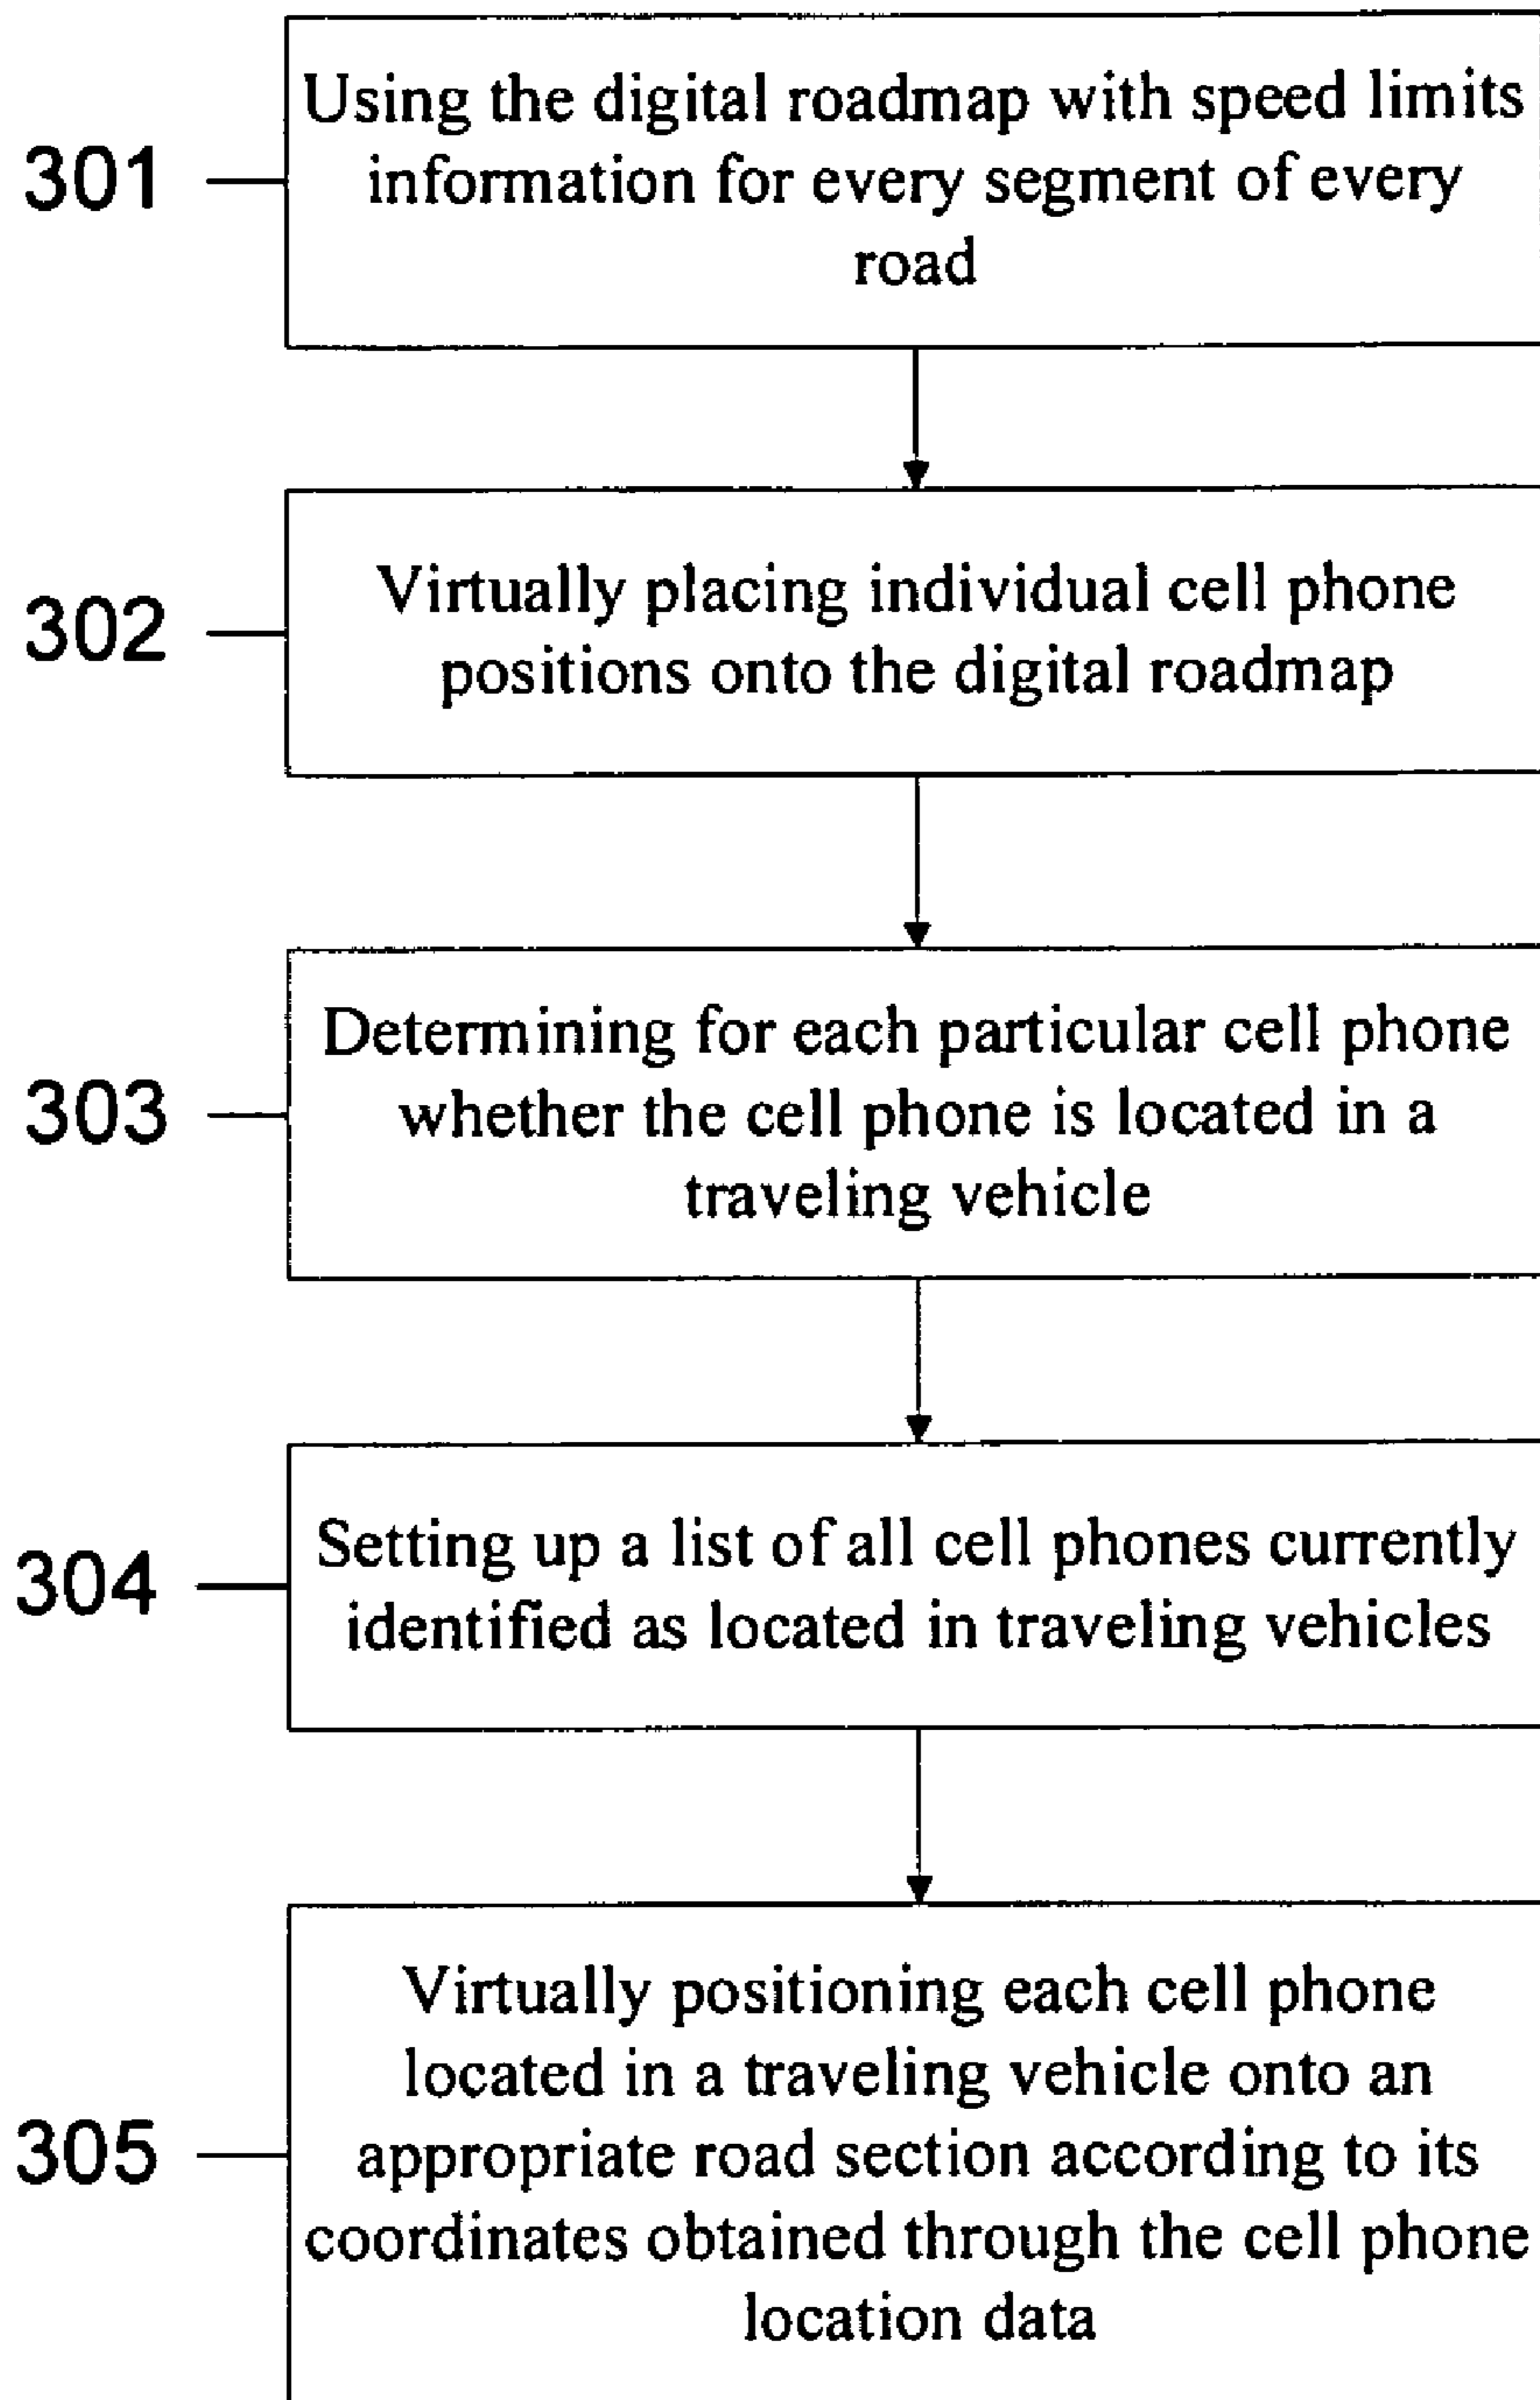 301
Using the digital roadmap with speed limits
information for every segment of every
road
302
Virtually placing individual cell phone
positions onto the digital roadmap
303
Determining for each particular cell phone
whether the cell phone is located in a
traveling vehicle
304
Setting up a list of all cell phones currently
identified as located in traveling vehicles
305
Virtually positioning each cell phone
located in a traveling vehicle onto an
appropriate road section according to its
coordinates obtained through the cell phone
location data